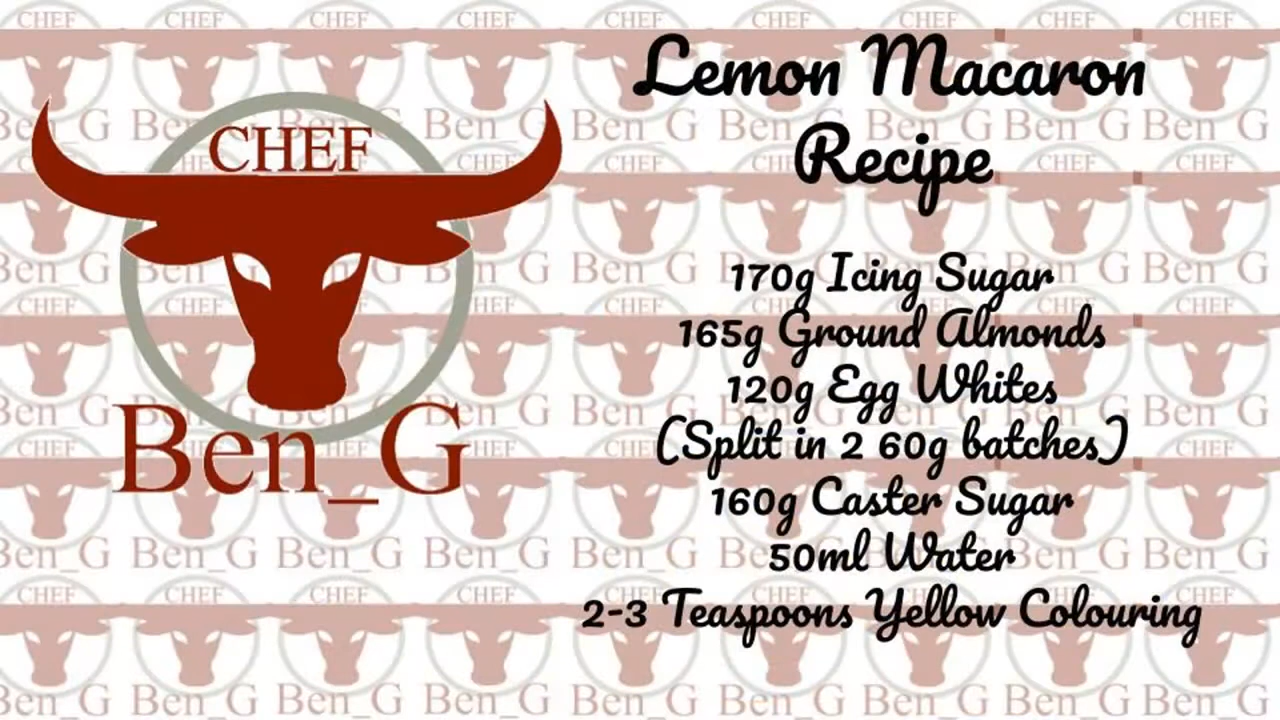 CHEF
Ben_G
Lemon Macaron
Recipe
170g Icing Sugar
165g Ground Almonds
120g Egg Whites
(Split in 2 60g batches)
160g Caster Sugar
50ml Water
2-3 Teaspoons Yellow Colouring